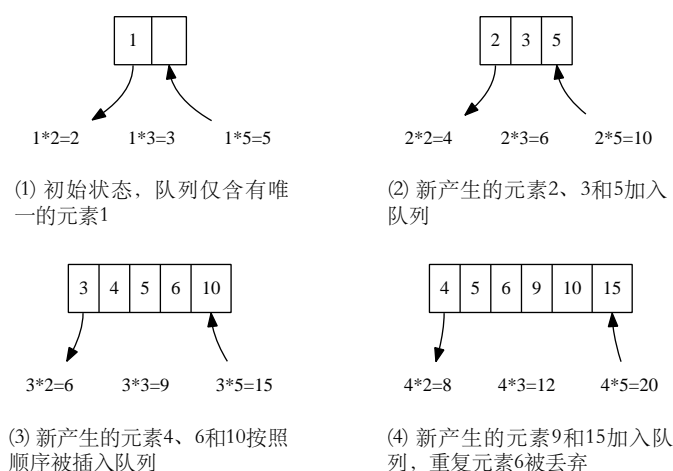 1
1*2=2 1*3=3 1*5=5
⑴ 初始状态，队列仅含有唯
一的元素1
2 3 5
2*2=4 2*3=6 2*5=10
⑵ 新产生的元素2、3和5加入
队列
3 4 5 6 10
3*2=6 3*3=9 3*5=15
⑶ 新产生的元素4、6和10按照
顺序被插入队列
4 5 6 9 10 15
4*2=8 4*3=12 4*5=20
⑷ 新产生的元素9和15加入队
列，重复元素6被丢弃